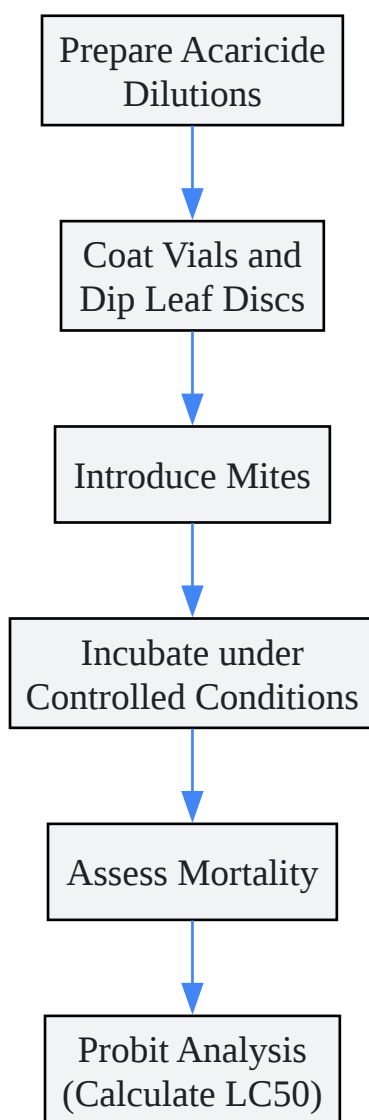 Prepare Acaricide
Dilutions
Coat Vials and
Dip Leaf Discs
Introduce Mites
Incubate under
Controlled Conditions
Assess Mortality
Probit Analysis
(Calculate LC50)